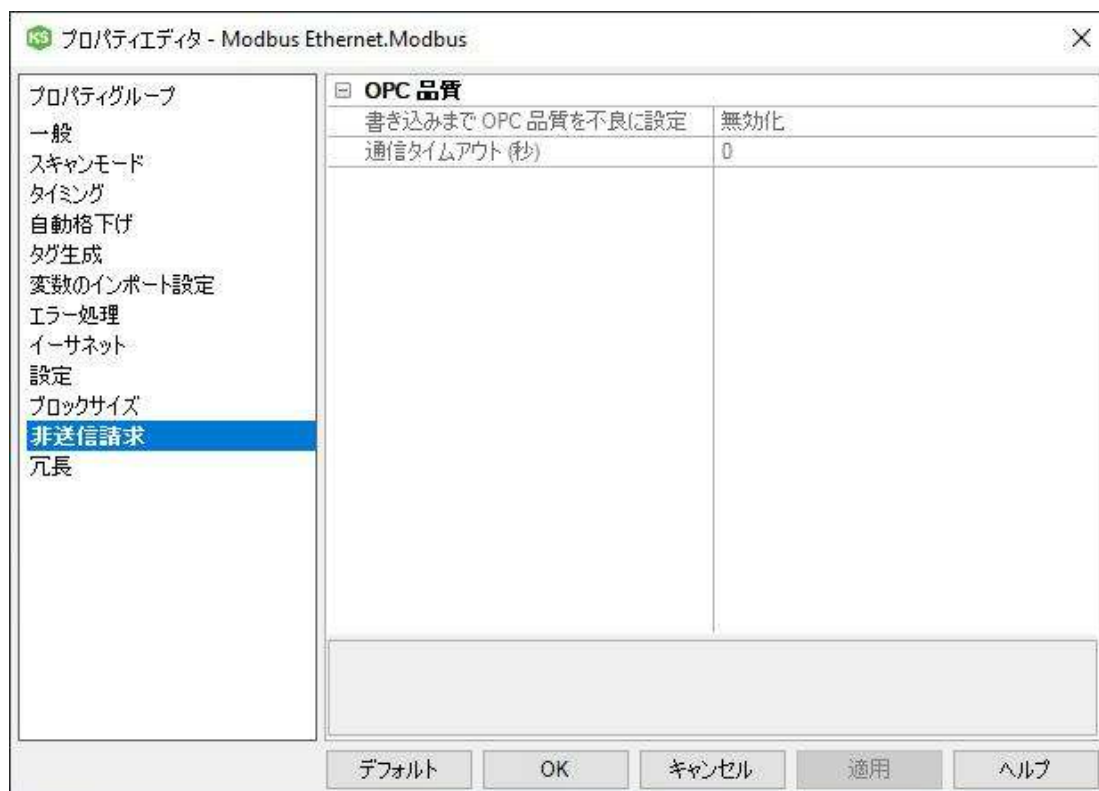 KS プロパティエディタ - Modbus Ethernet.Modbus
プロパティグループ
一般
スキャンモード
タイミング
自動格下げ
タグ生成
変数のインポート設定
エラー処理
イーサネット
設定
ブロックサイズ
非送信請求
冗長
OPC 品質
書き込みまで OPC 品質を不良に設定 無効化
通信タイムアウト (秒) 0
デフォルト OK キャンセル 適用 ヘルプ